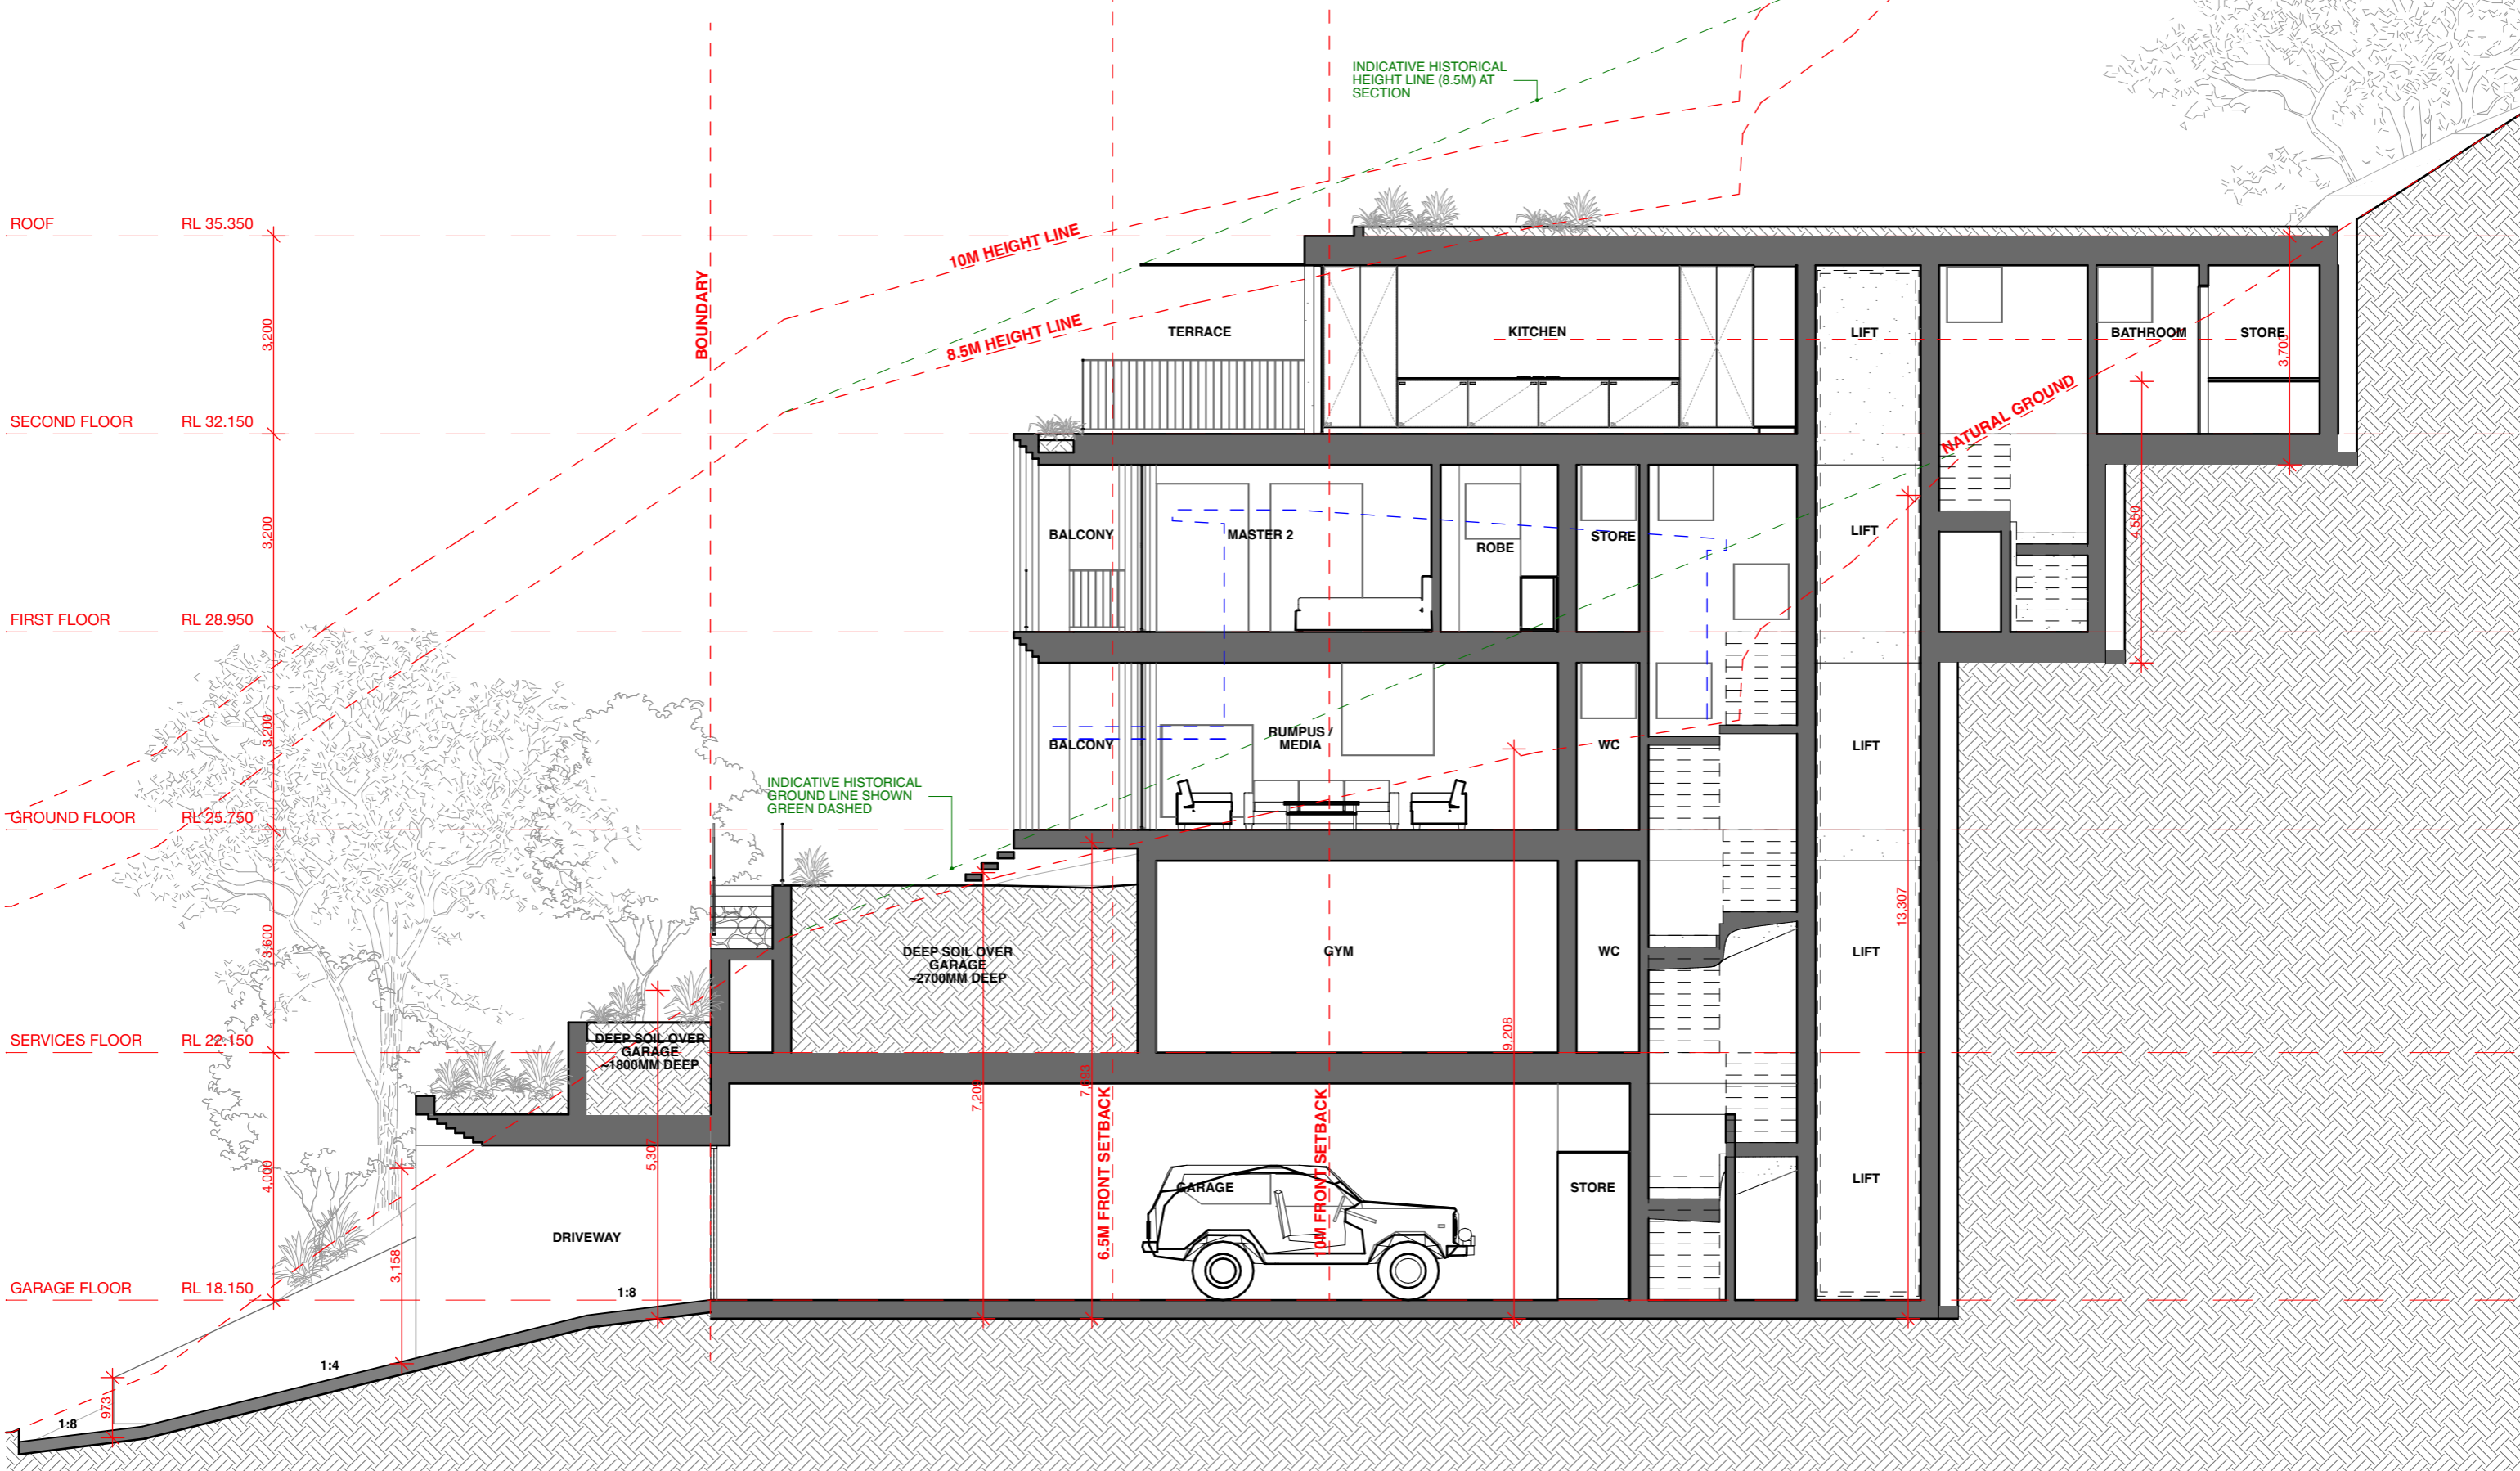 INDICATIVE HISTORICAL
HEIGHT LINE (8.5M) AT
SECTION
ROOF RL 35.350
10M HEIGHT LINE
BOUNDARY
8.5M HEIGHT LINE
3,200
TERRACE
KITCHEN
LIFT
BATHROOM
STORE
3,700
NATURAL GROUND
SECOND FLOOR RL 32.150
3,200
BALCONY
MASTER 2
ROBE
STORE
LIFT
4,550
FIRST FLOOR RL 28.950
3,200
BALCONY
RUMPUS /
MEDIA
WC
LIFT
INDICATIVE HISTORICAL
GROUND LINE SHOWN
GREEN DASHED
GROUND FLOOR RL 25.750
3,600
DEEP SOIL OVER
GARAGE
~2700MM DEEP
GYM
WC
LIFT
13,307
SERVICES FLOOR RL 22.150
DEEP SOIL OVER
GARAGE
~1800MM DEEP
9,208
7,209
7,693
4,000
5,307
6.5M FRONT SETBACK
10M FRONT SETBACK
GARAGE
STORE
LIFT
DRIVEWAY
3,158
GARAGE FLOOR RL 18.150
1:8
1:4
973
1:8